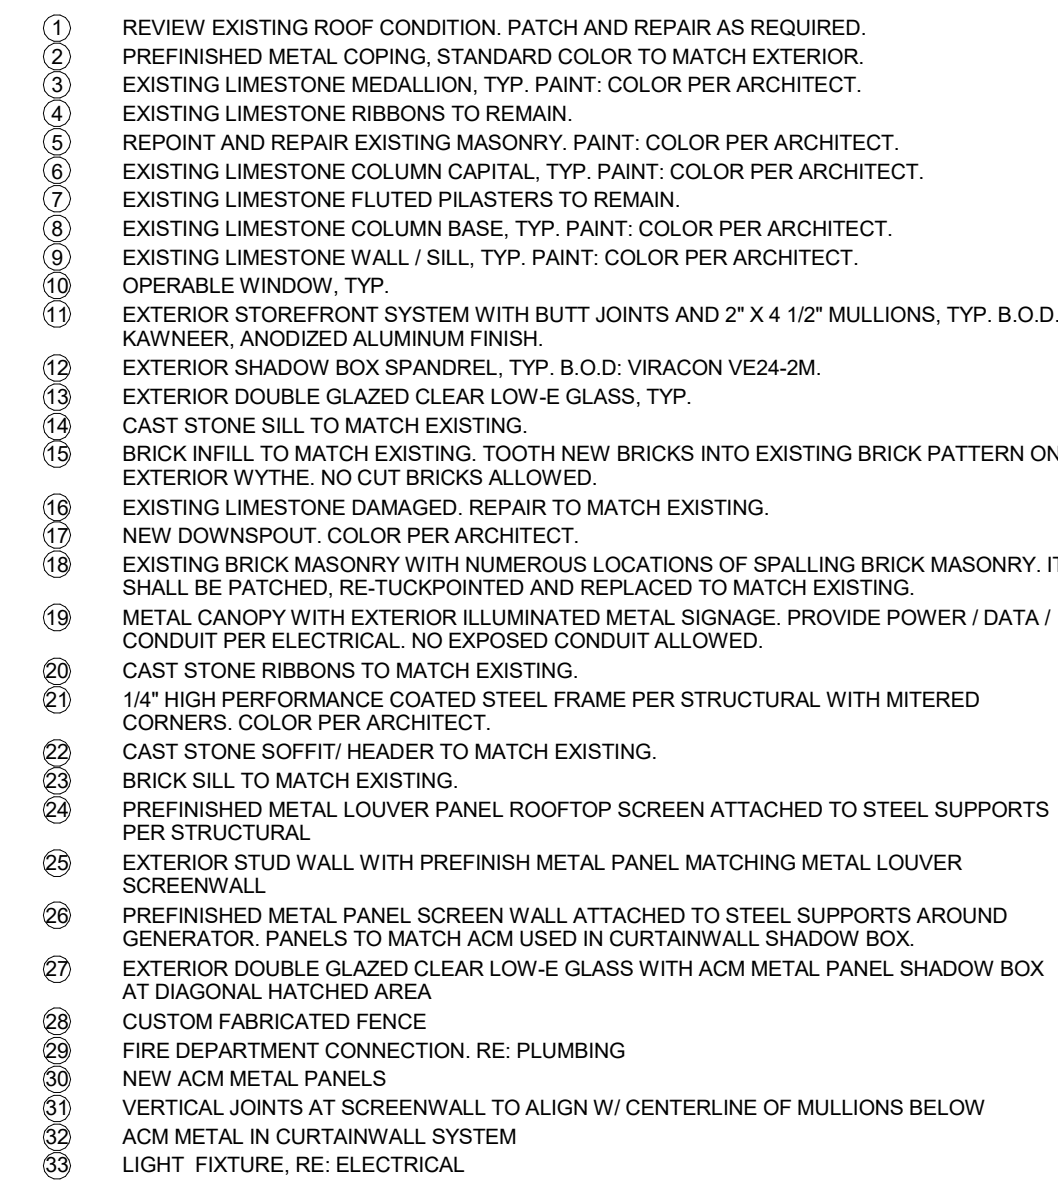 1 REVIEW EXISTING ROOF CONDITION. PATCH AND REPAIR AS REQUIRED.
2 PREFINISHED METAL COPING, STANDARD COLOR TO MATCH EXTERIOR.
3 EXISTING LIMESTONE MEDALLION, TYP. PAINT: COLOR PER ARCHITECT.
4 EXISTING LIMESTONE RIBBONS TO REMAIN.
5 REPOINT AND REPAIR EXISTING MASONRY. PAINT: COLOR PER ARCHITECT.
6 EXISTING LIMESTONE COLUMN CAPITAL, TYP. PAINT: COLOR PER ARCHITECT.
7 EXISTING LIMESTONE FLUTED PILASTERS TO REMAIN.
8 EXISTING LIMESTONE COLUMN BASE, TYP. PAINT: COLOR PER ARCHITECT.
9 EXISTING LIMESTONE WALL / SILL, TYP. PAINT: COLOR PER ARCHITECT.
10 OPERABLE WINDOW, TYP.
11 EXTERIOR STOREFRONT SYSTEM WITH BUTT JOINTS AND 2" X 4 1/2" MULLIONS, TYP. B.O.D.
KAWNEER, ANODIZED ALUMINUM FINISH.
12 EXTERIOR SHADOW BOX SPANDREL, TYP. B.O.D: VIRACON VE24-2M.
13 EXTERIOR DOUBLE GLAZED CLEAR LOW-E GLASS, TYP.
14 CAST STONE SILL TO MATCH EXISTING.
15 BRICK INFILL TO MATCH EXISTING. TOOTH NEW BRICKS INTO EXISTING BRICK PATTERN ON
EXTERIOR WYTHE. NO CUT BRICKS ALLOWED.
16 EXISTING LIMESTONE DAMAGED. REPAIR TO MATCH EXISTING.
17 NEW DOWNSPOUT. COLOR PER ARCHITECT.
18 EXISTING BRICK MASONRY WITH NUMEROUS LOCATIONS OF SPALLING BRICK MASONRY. IT
SHALL BE PATCHED, RE-TUCKPOINTED AND REPLACED TO MATCH EXISTING.
19 METAL CANOPY WITH EXTERIOR ILLUMINATED METAL SIGNAGE. PROVIDE POWER / DATA /
CONDUIT PER ELECTRICAL. NO EXPOSED CONDUIT ALLOWED.
20 CAST STONE RIBBONS TO MATCH EXISTING.
21 1/4" HIGH PERFORMANCE COATED STEEL FRAME PER STRUCTURAL WITH MITERED
CORNERS. COLOR PER ARCHITECT.
22 CAST STONE SOFFIT/ HEADER TO MATCH EXISTING.
23 BRICK SILL TO MATCH EXISTING.
24 PREFINISHED METAL LOUVER PANEL ROOFTOP SCREEN ATTACHED TO STEEL SUPPORTS
PER STRUCTURAL
25 EXTERIOR STUD WALL WITH PREFINISH METAL PANEL MATCHING METAL LOUVER
SCREENWALL
26 PREFINISHED METAL PANEL SCREEN WALL ATTACHED TO STEEL SUPPORTS AROUND
GENERATOR. PANELS TO MATCH ACM USED IN CURTAINWALL SHADOW BOX.
27 EXTERIOR DOUBLE GLAZED CLEAR LOW-E GLASS WITH ACM METAL PANEL SHADOW BOX
AT DIAGONAL HATCHED AREA
28 CUSTOM FABRICATED FENCE
29 FIRE DEPARTMENT CONNECTION. RE: PLUMBING
30 NEW ACM METAL PANELS
31 VERTICAL JOINTS AT SCREENWALL TO ALIGN W/ CENTERLINE OF MULLIONS BELOW
32 ACM METAL IN CURTAINWALL SYSTEM
33 LIGHT FIXTURE, RE: ELECTRICAL